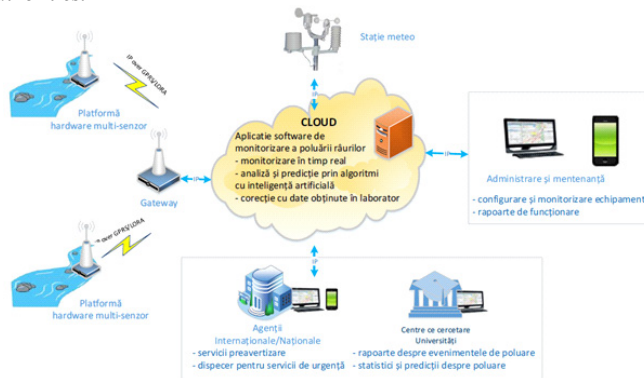 Stație meteo
IP over GPRS/LORA
Platformă
hardware multi-senzor
IP
CLOUD
Aplicatie software de
monitorizare a poluării râurilor
- monitorizare în timp real
- analiză și predicție prin algoritmi
cu inteligență artificială
- corecție cu date obținute în laborator
IP
IP
Gateway
Administrare și mentenanță
- configurare și monitorizare echipament
- rapoarte de funcționare
IP over GPRS/LORA
Platformă
hardware multi-senzor
IP
Agenții
Internaționale/Naționale
- servicii preavertizare
- dispecer pentru servicii de urgență
Centre ce cercetare
Universități
- rapoarte despre evenimentele de poluare
- statistici și predicții despre poluare